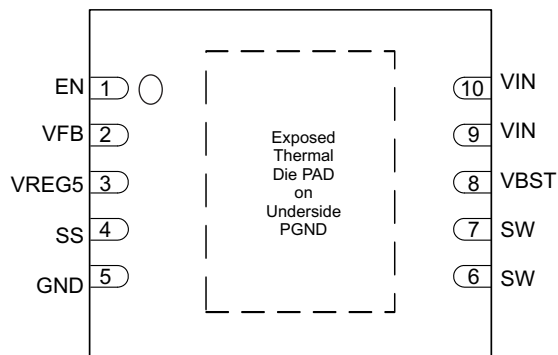 EN 1
VFB 2
VREG5 3
SS 4
GND 5
Exposed
Thermal
Die PAD
on
Underside
PGND
10 VIN
9 VIN
8 VBST
7 SW
6 SW